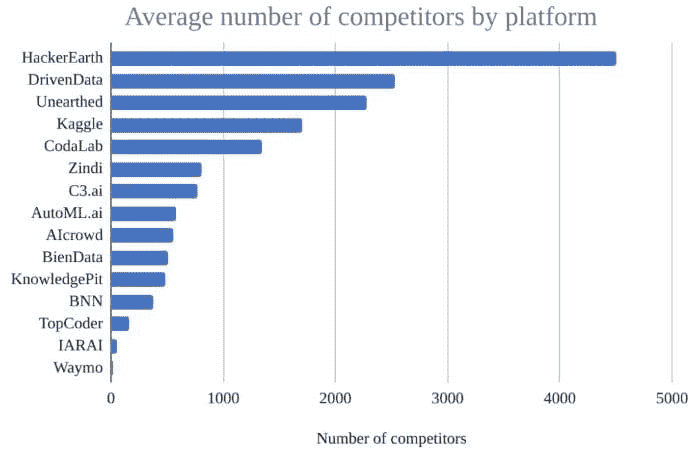 Average number of competitors by platform
HackerEarth
DrivenData
Unearthed
Kaggle
CodaLab
Zindi
C3.ai
AutoML.ai
AIcrowd
BienData
KnowledgePit
BNN
TopCoder
IARAI
Waymo
0 1000 2000 3000 4000 5000
Number of competitors